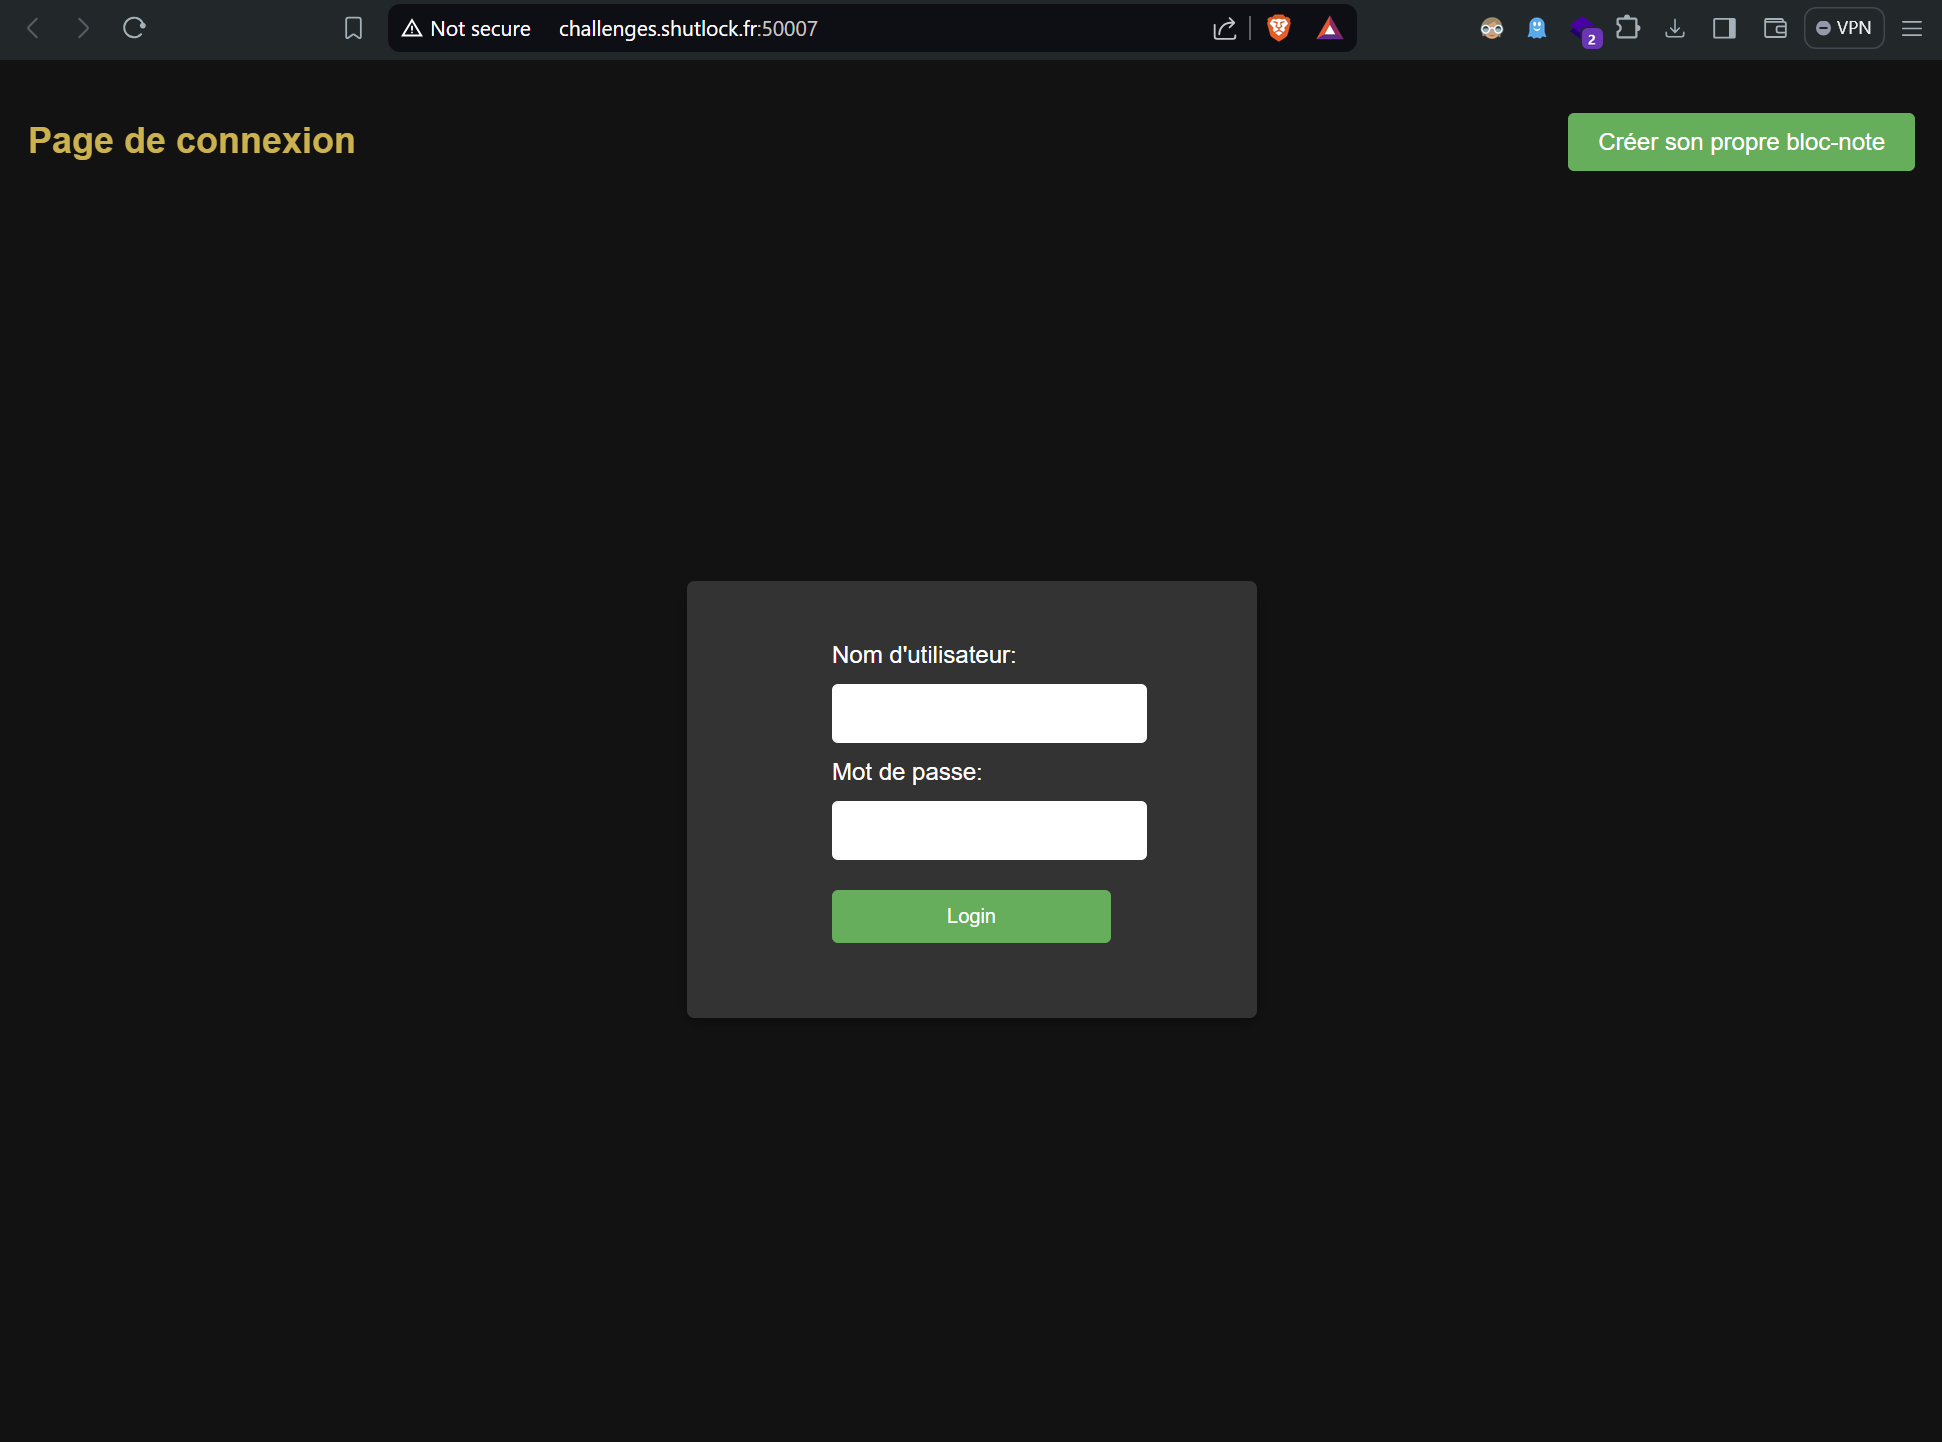 Not secure challenges.shutlock.fr:50007
2
VPN
Page de connexion
Créer son propre bloc-note
Nom d'utilisateur:
Mot de passe:
Login